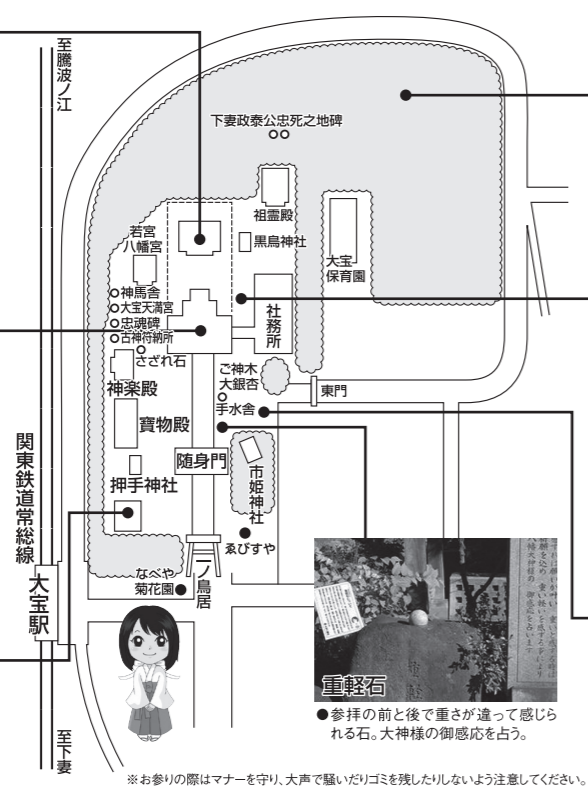 至騰波ノ江
下妻政泰公忠死之地碑
祖霊殿
若宮
八幡宮
黒鳥神社
大宝
保育園
神馬舎
大宝天満宮
忠魂碑
古神符納所
さざれ石
社務所
神楽殿
ご神木
大銀杏
東門
手水舎
寶物殿
随身門
市姫神社
押手神社
関東鉄道常総線
大宝駅
ゑびすや
一ノ鳥居
なべや
菊花園
重軽石
●参拝の前と後で重さが違って感じら
れる石。大神様の御感応を占う。
至下妻
※お参りの際はマナーを守り、大声で騒いだりゴミを残したりしないよう注意してください。